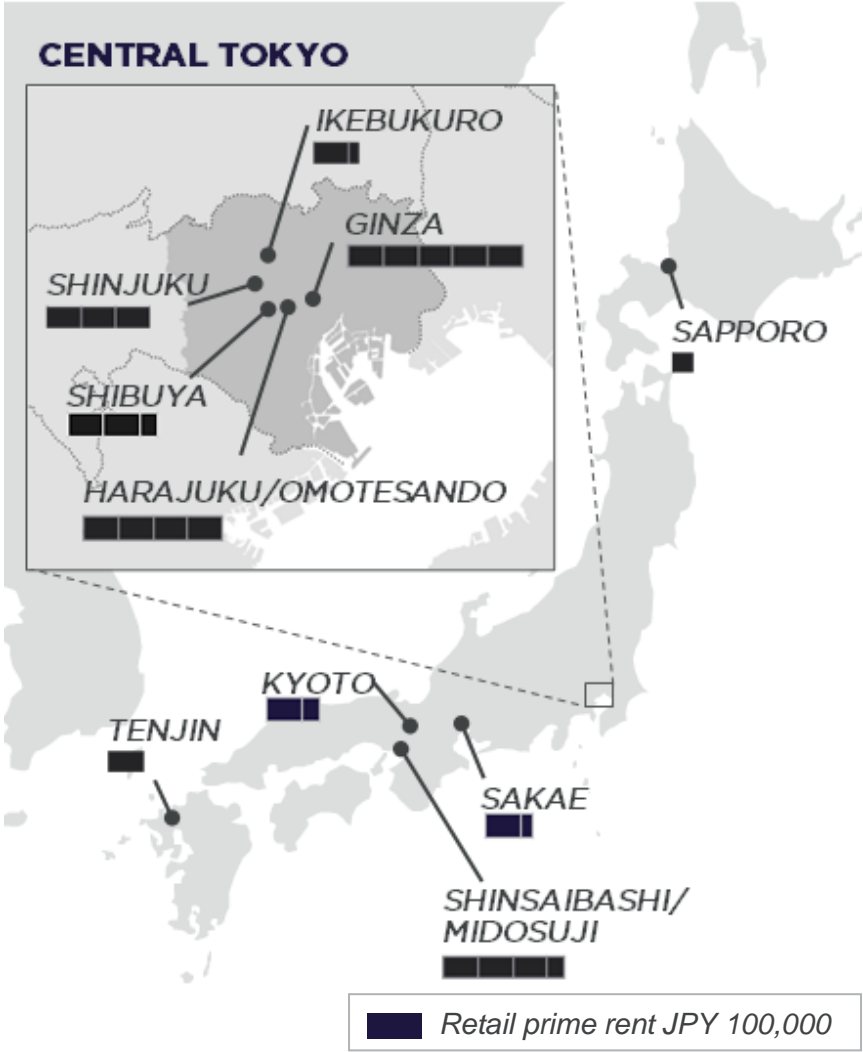 CENTRAL TOKYO
IKEBUKURO
GINZA
SHINJUKU
SHIBUYA
HARAJUKU/OMOTESANDO
SAPPORO
KYOTO
TENJIN
SAKAE
SHINSAIBASHI/
MIDOSUJI
Retail prime rent JPY 100,000